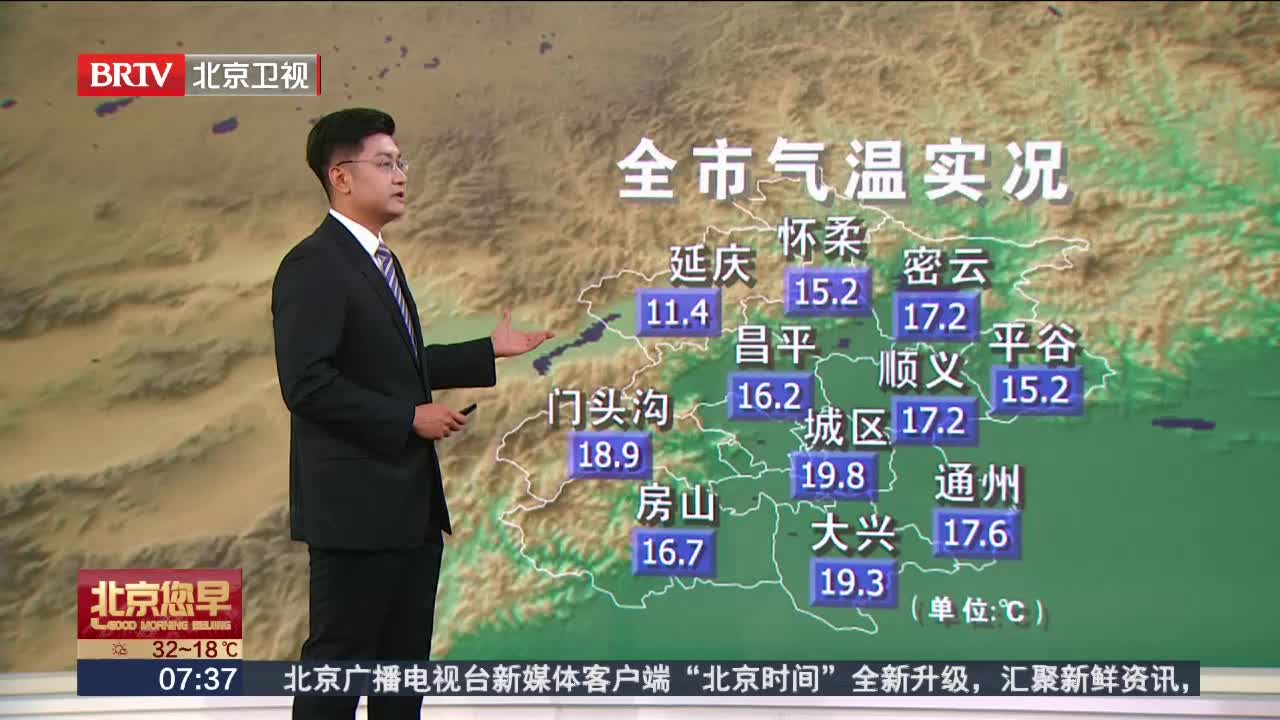 BRTV 北京卫视
全市气温实况
怀柔
15.2
延庆
11.4
密云
17.2
昌平
16.2
顺义
17.2
平谷
15.2
门头沟
18.9
城区
19.8
通州
17.6
房山
16.7
大兴
19.3
(单位:℃)
北京您早
GOOD MORNING BEIJING
32~18℃
07:37
北京广播电视台新媒体客户端“北京时间”全新升级，汇聚新鲜资讯，